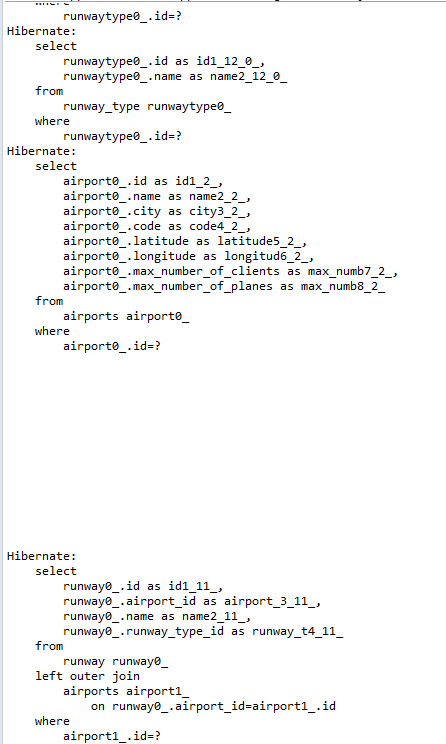 where
runwaytype0_.id=?
Hibernate:
select
runwaytype0_.id as id1_12_0_,
runwaytype0_.name as name2_12_0_
from
runway_type runwaytype0_
where
runwaytype0_.id=?
Hibernate:
select
airport0_.id as id1_2_,
airport0_.name as name2_2_,
airport0_.city as city3_2_,
airport0_.code as code4_2_,
airport0_.latitude as latitude5_2_,
airport0_.longitude as longitud6_2_,
airport0_.max_number_of_clients as max_numb7_2_,
airport0_.max_number_of_planes as max_numb8_2_
from
airports airport0_
where
airport0_.id=?
Hibernate:
select
runway0_.id as id1_11_,
runway0_.airport_id as airport_3_11_,
runway0_.name as name2_11_,
runway0_.runway_type_id as runway_t4_11_
from
runway runway0_
left outer join
airports airport1_
on runway0_.airport_id=airport1_.id
where
airport1_.id=?